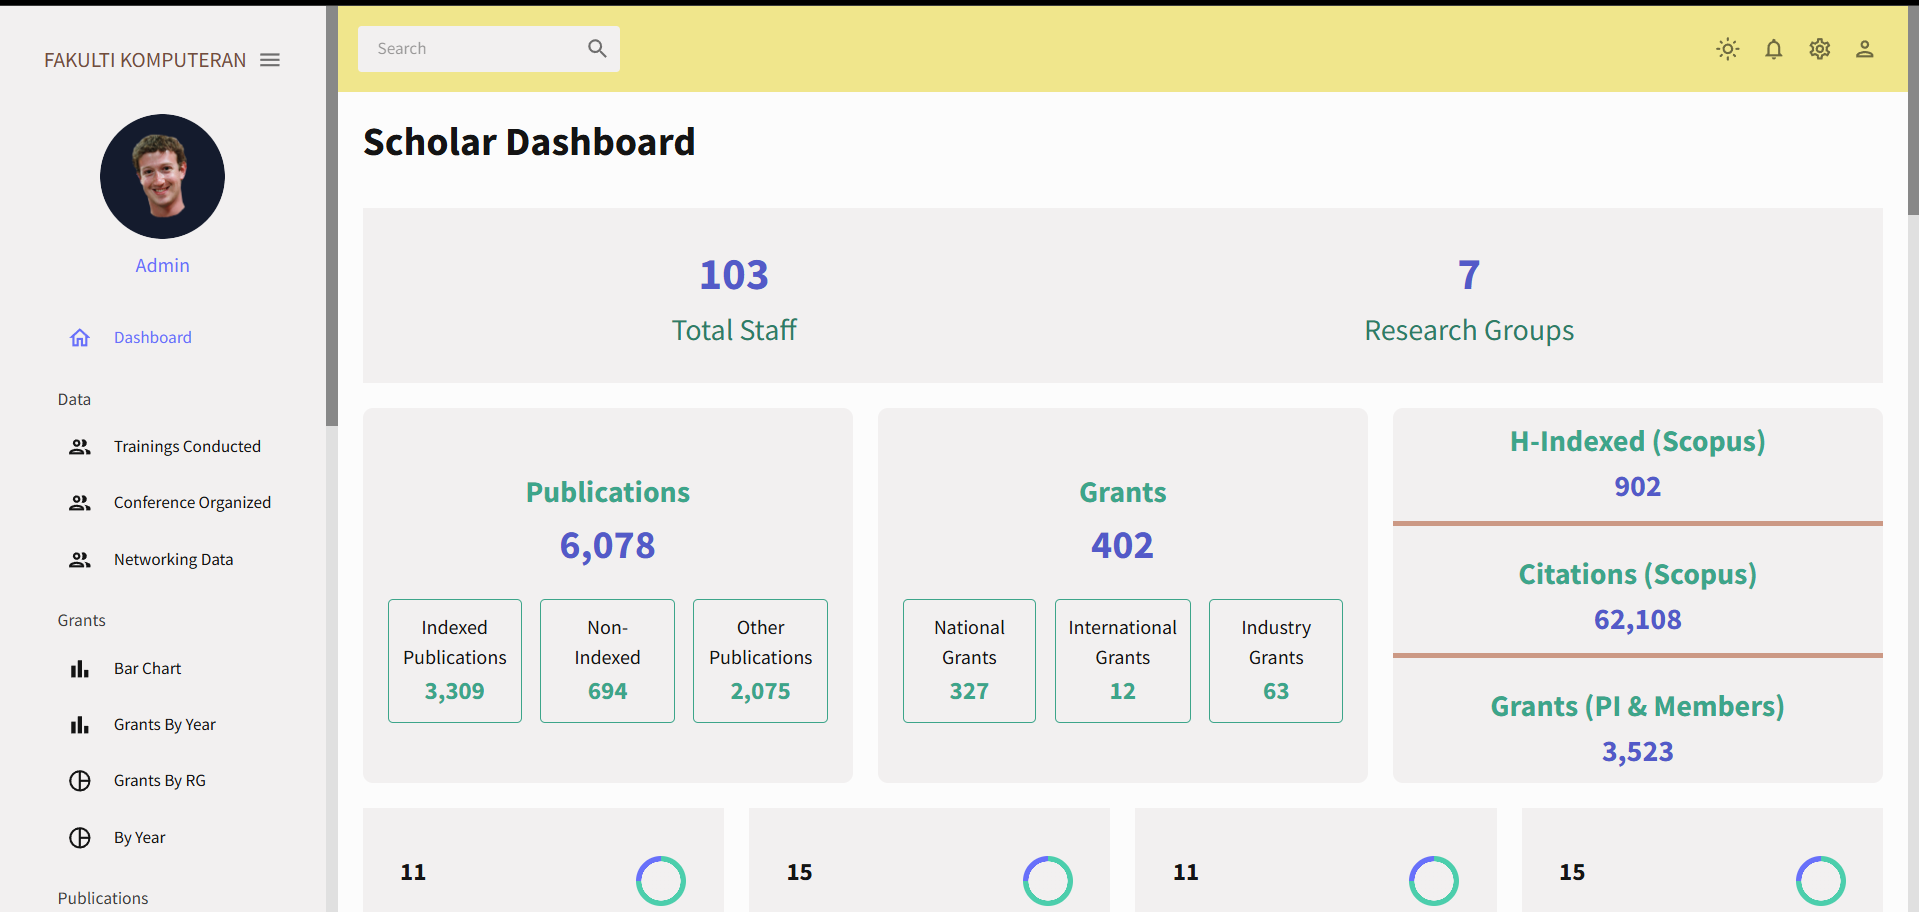 FAKULTI KOMPUTERAN
Search
Admin
Dashboard
Data
Trainings Conducted
Conference Organized
Networking Data
Grants
Bar Chart
Grants By Year
Grants By RG
By Year
Publications
Scholar Dashboard
103
Total Staff
7
Research Groups
Publications
6,078
Indexed
Publications
3,309
Non-
Indexed
694
Other
Publications
2,075
Grants
402
National
Grants
327
International
Grants
12
Industry
Grants
63
H-Indexed (Scopus)
902
Citations (Scopus)
62,108
Grants (PI & Members)
3,523
11
15
11
15